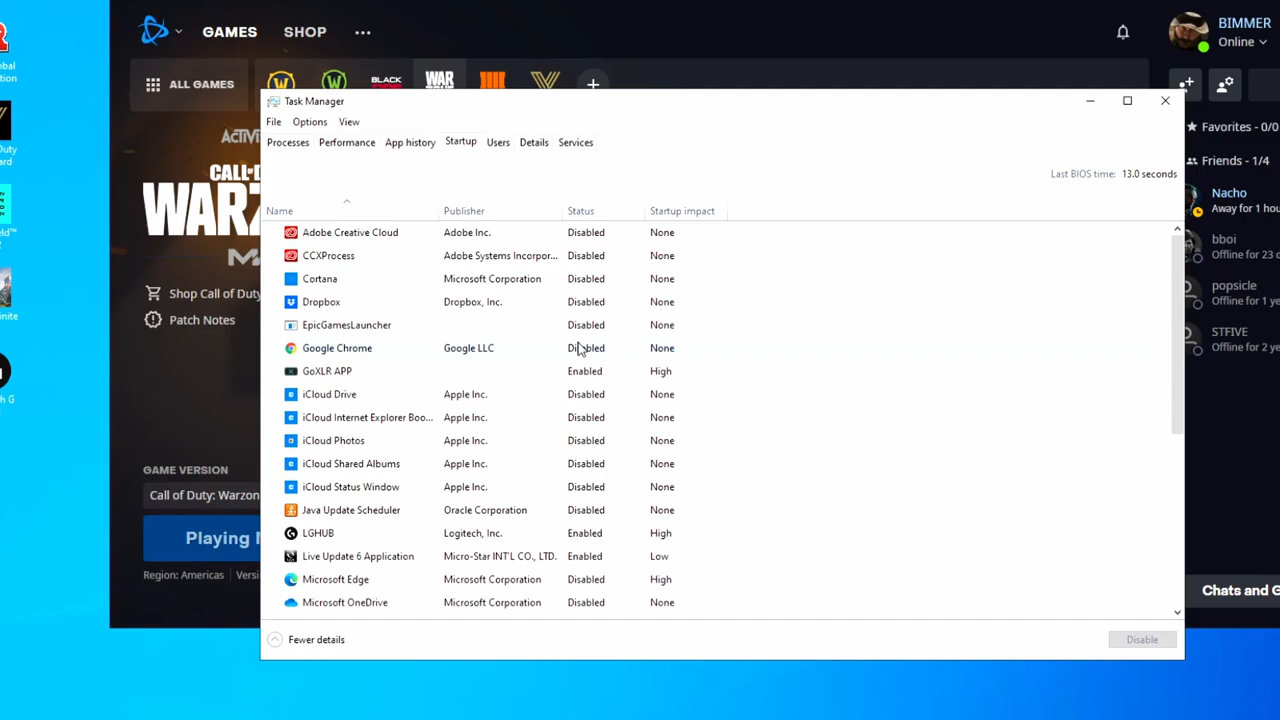 GAMES SHOP ...
BIMMER
Online
ALL GAMES
BLACK
WAR
Task Manager
File Options View
Processes Performance App history Startup Users Details Services
Last BIOS time: 13.0 seconds
Name Publisher Status Startup impact
Adobe Creative Cloud Adobe Inc. Disabled None
CCXProcess Adobe Systems Incorpor... Disabled None
Cortana Microsoft Corporation Disabled None
Dropbox Dropbox, Inc. Disabled None
EpicGamesLauncher Disabled None
Google Chrome Google LLC Disabled None
GoXLR APP Enabled High
iCloud Drive Apple Inc. Disabled None
iCloud Internet Explorer Boo... Apple Inc. Disabled None
iCloud Photos Apple Inc. Disabled None
iCloud Shared Albums Apple Inc. Disabled None
iCloud Status Window Apple Inc. Disabled None
Java Update Scheduler Oracle Corporation Disabled None
LGHUB Logitech, Inc. Enabled High
Live Update 6 Application Micro-Star INT'L CO., LTD. Enabled Low
Microsoft Edge Microsoft Corporation Disabled High
Microsoft OneDrive Microsoft Corporation Disabled None
Fewer details
Disable
ACTIVI
CALL OF D
WARZ
Shop Call of Duty
Patch Notes
GAME VERSION
Call of Duty: Warzon
Playing
Region: Americas Versi
Favorites - 0/0
Friends - 1/4
Nacho
Away for 1 h
bboi
Offline for 23 d
popsicle
Offline for 1 ye
STFIVE
Offline for 2 ye
Chats and G
bal
tion
Duty
ard
2042
eld™
2
inite
h G